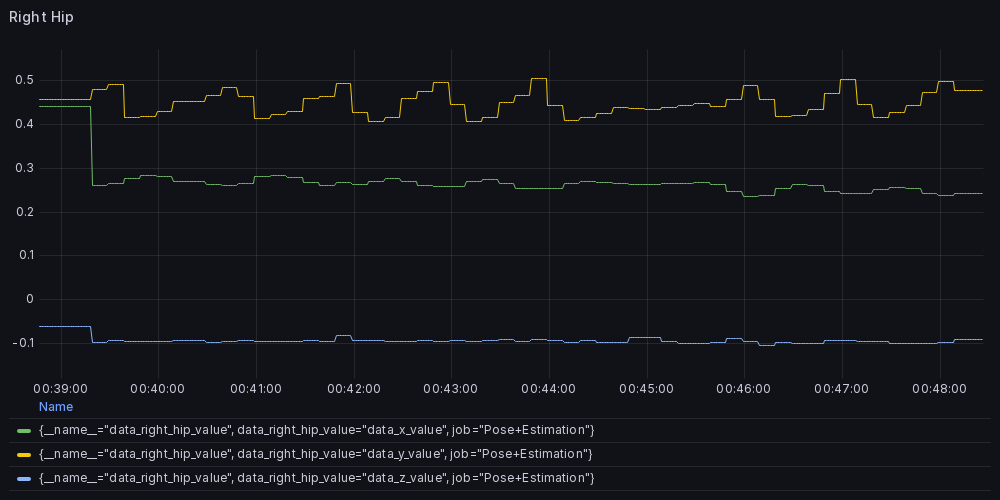 Right Hip
0.5
0.4
0.3
0.2
0.1
0
-0.1
00:39:00 00:40:00 00:41:00 00:42:00 00:43:00 00:44:00 00:45:00 00:46:00 00:47:00 00:48:00
Name
{__name__="data_right_hip_value", data_right_hip_value="data_x_value", job="Pose+Estimation"}
{__name__="data_right_hip_value", data_right_hip_value="data_y_value", job="Pose+Estimation"}
{__name__="data_right_hip_value", data_right_hip_value="data_z_value", job="Pose+Estimation"}